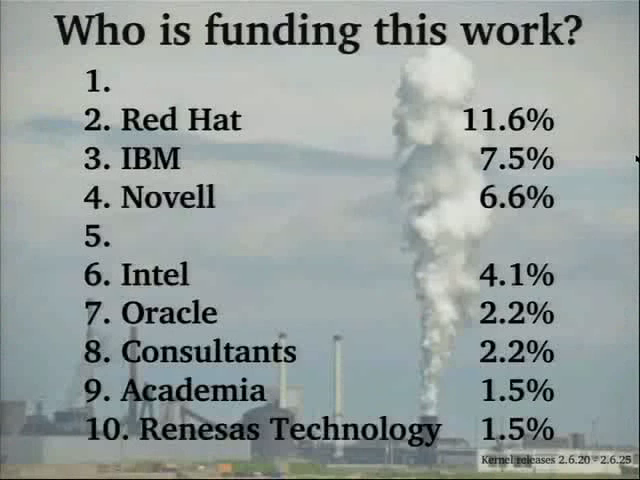 Who is funding this work?
1.
2. Red Hat 11.6%
3. IBM 7.5%
4. Novell 6.6%
5.
6. Intel 4.1%
7. Oracle 2.2%
8. Consultants 2.2%
9. Academia 1.5%
10. Renesas Technology 1.5%
Kernel releases 2.6.20 - 2.6.25